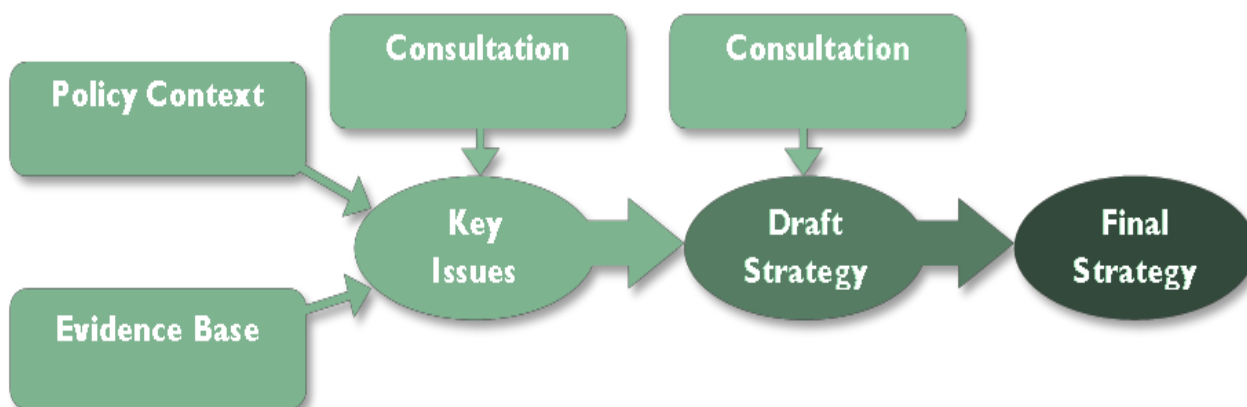 Consultation
Consultation
Policy Context
Key
Issues
Draft
Strategy
Final
Strategy
Evidence Base